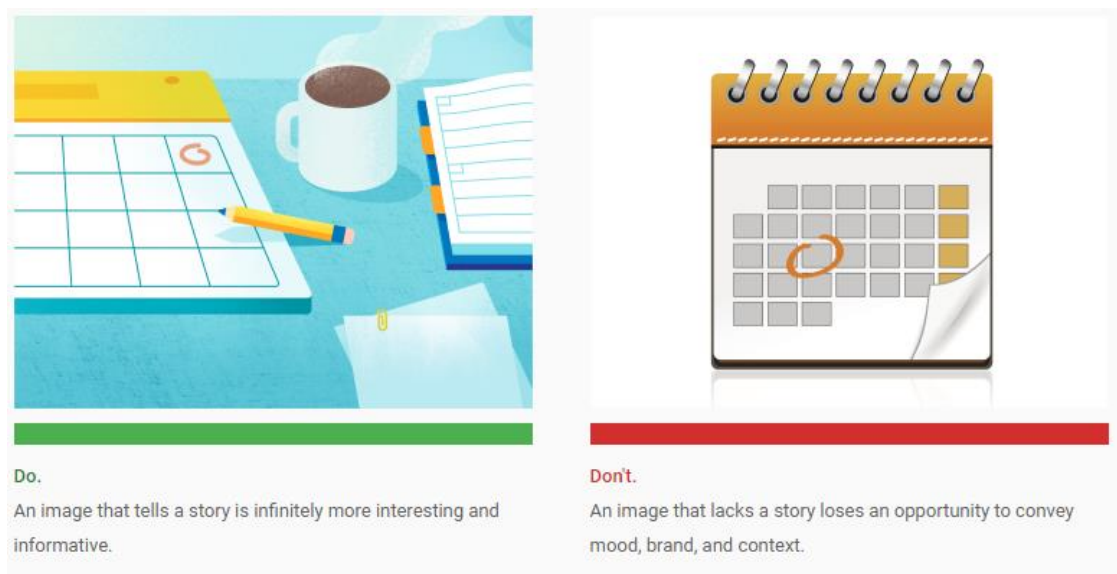 Do.
An image that tells a story is infinitely more interesting and
informative.
Don't.
An image that lacks a story loses an opportunity to convey
mood, brand, and context.